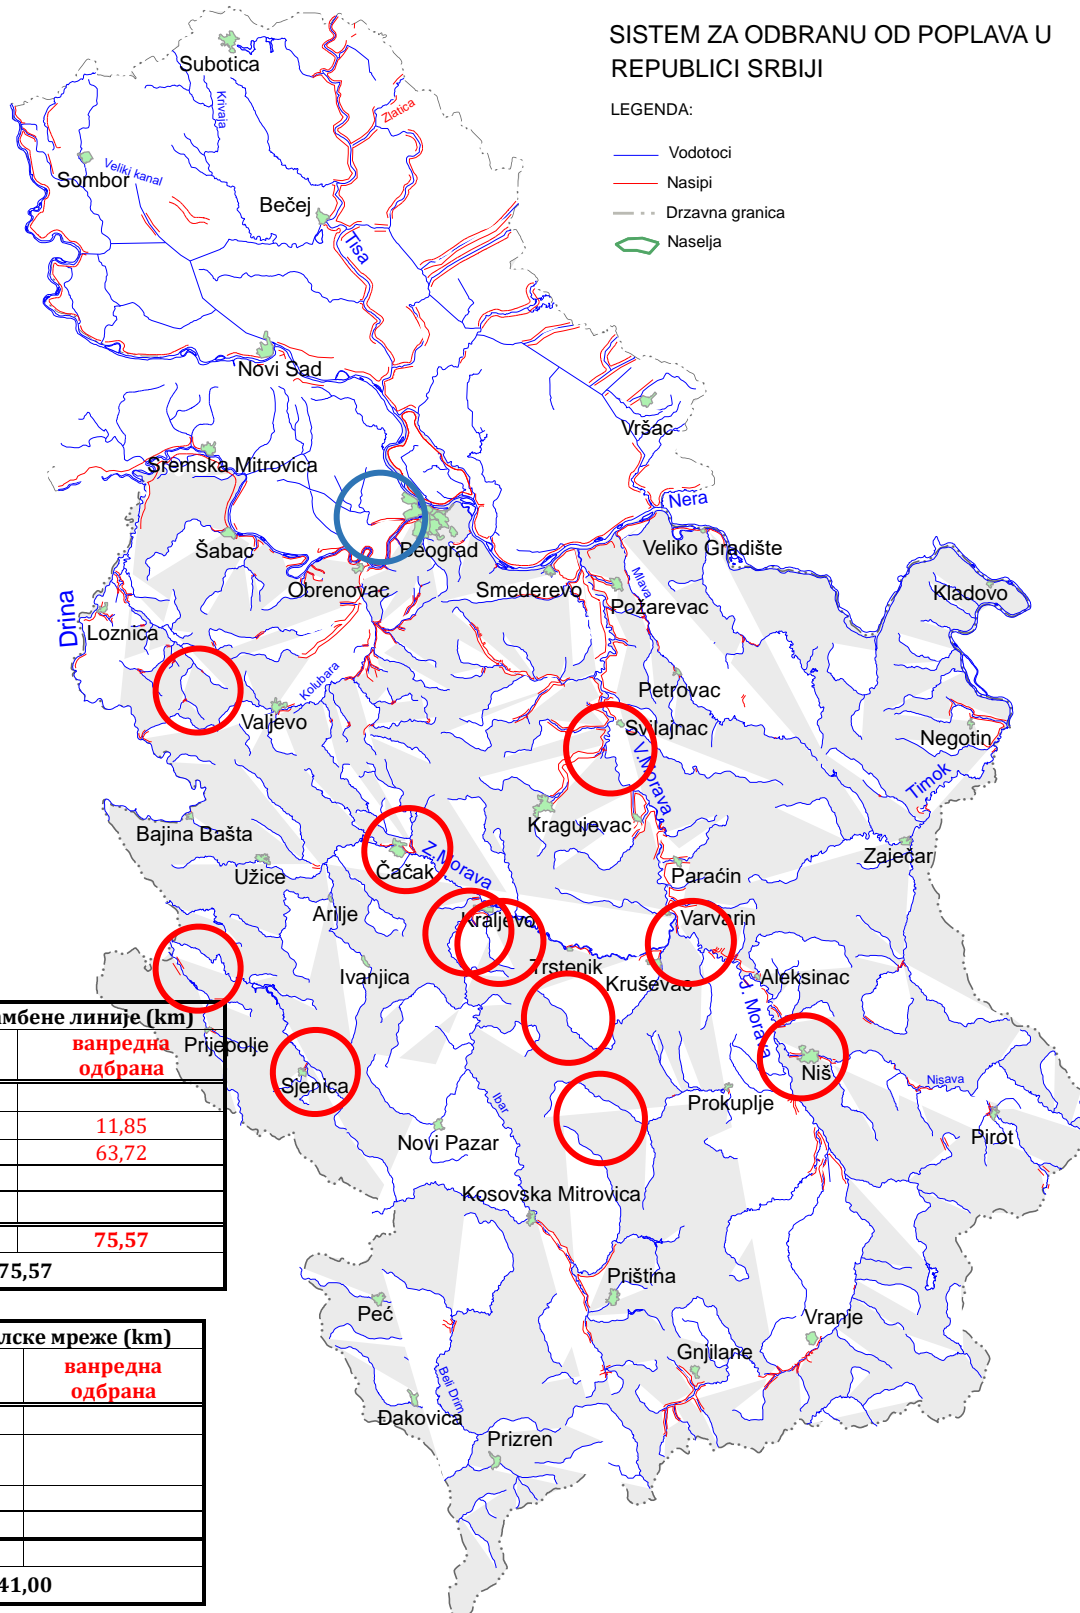 SISTEM ZA ODBRANU OD POPLAVA U
REPUBLICI SRBIJI
LEGENDA:
Vodotoci
Nasipi
Drzavna granica
Naselja
Subotica
Krivaja
Zlatica
Sombor
Veliki kanal
Bečej
Tisa
Novi Sad
Vršac
Sremska Mitrovica
Nera
Šabac
Beograd
Veliko Gradište
Obrenovac
Smederevo
Mlava
Požarevac
Kladovo
Drina
Loznica
Kolubara
Petrovac
Valjevo
Svilajnac
Negotin
V.Morava
Timok
Bajina Bašta
Kragujevac
Zaječar
Užice
Čačak
Z.Morava
Paraćin
Arilje
Kraljevo
Varvarin
Ivanjica
Trstenik
Kruševac
Aleksinac
J. Morava
Prijepolje
Sjenica
Niš
Nisava
Ibar
Prokuplje
Pirot
Novi Pazar
Kosovska Mitrovica
Priština
Peć
Vranje
Gnjilane
Beli Drim
Đakovica
Prizren
мбене линије (km)
ванредна
одбрана
11,85
63,72
75,57
75,57
лске мреже (km)
ванредна
одбрана
41,00